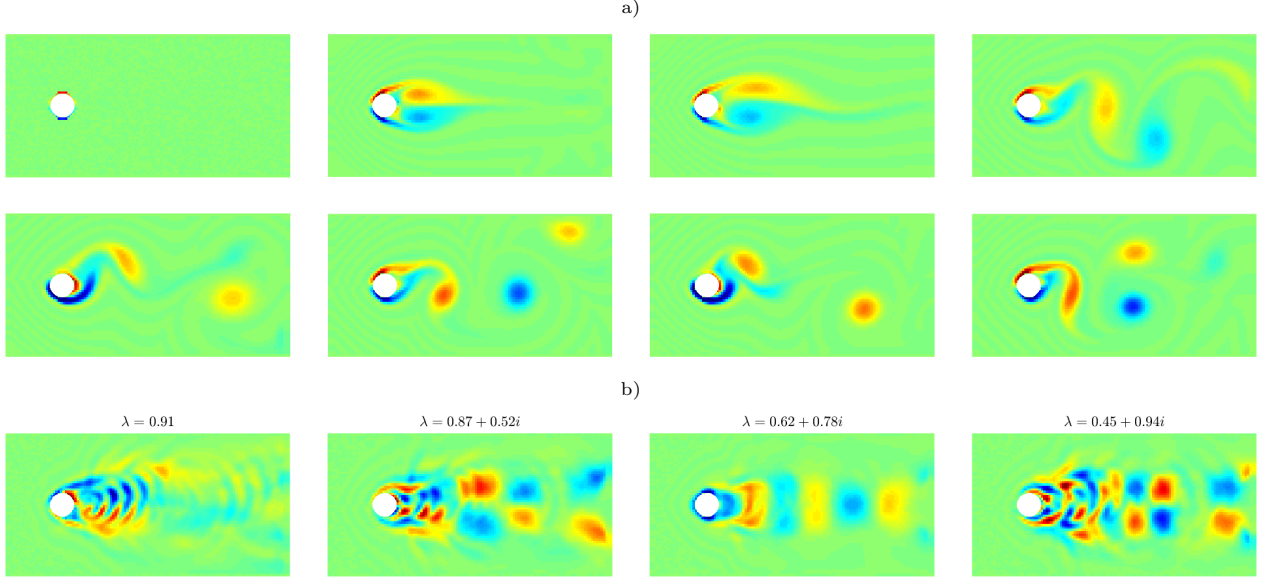 a)
b)
λ = 0.91
λ = 0.87 + 0.52i
λ = 0.62 + 0.78i
λ = 0.45 + 0.94i